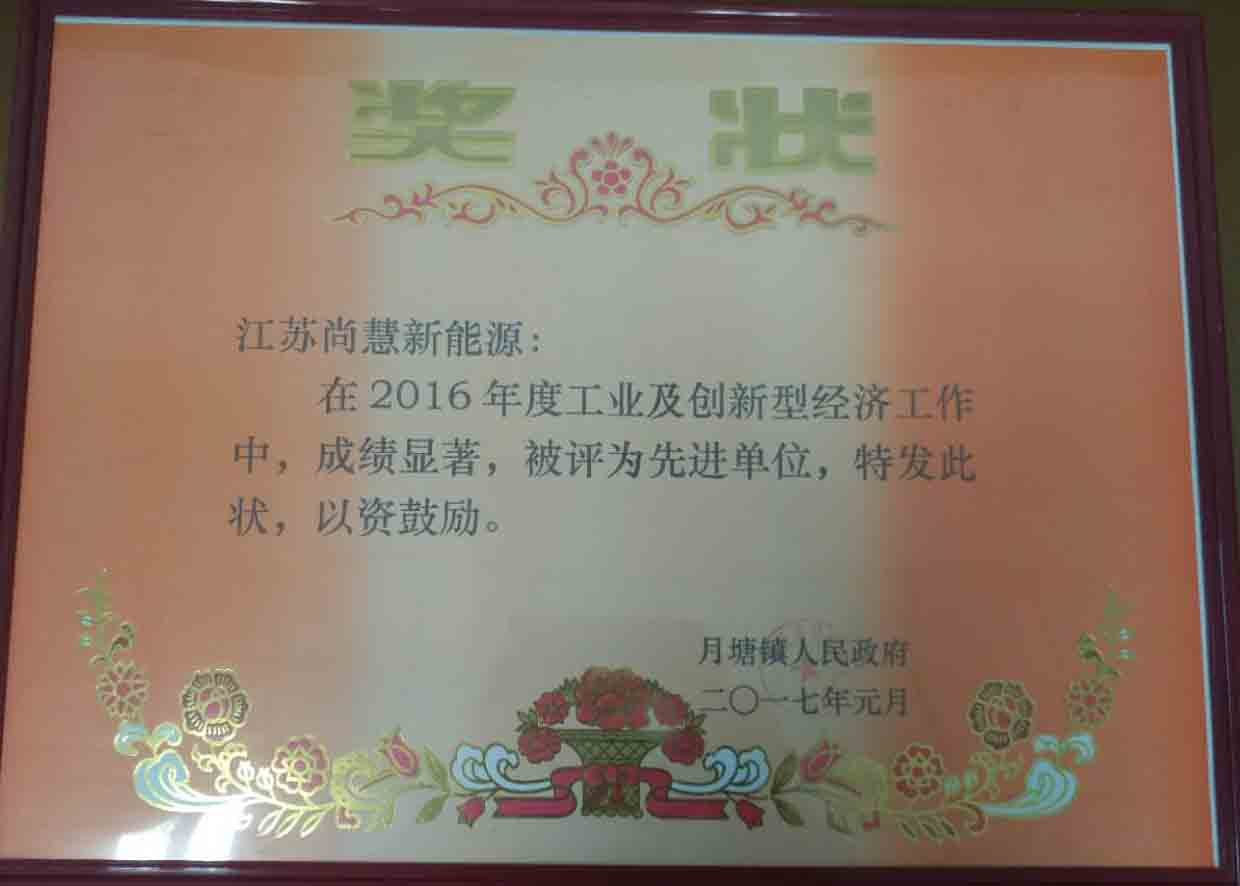 奖状
江苏尚慧新能源：
在2016年度工业及创新型经济工作
中，成绩显著，被评为先进单位，特发此
状，以资鼓励。
月塘镇人民政府
二〇一七年元月